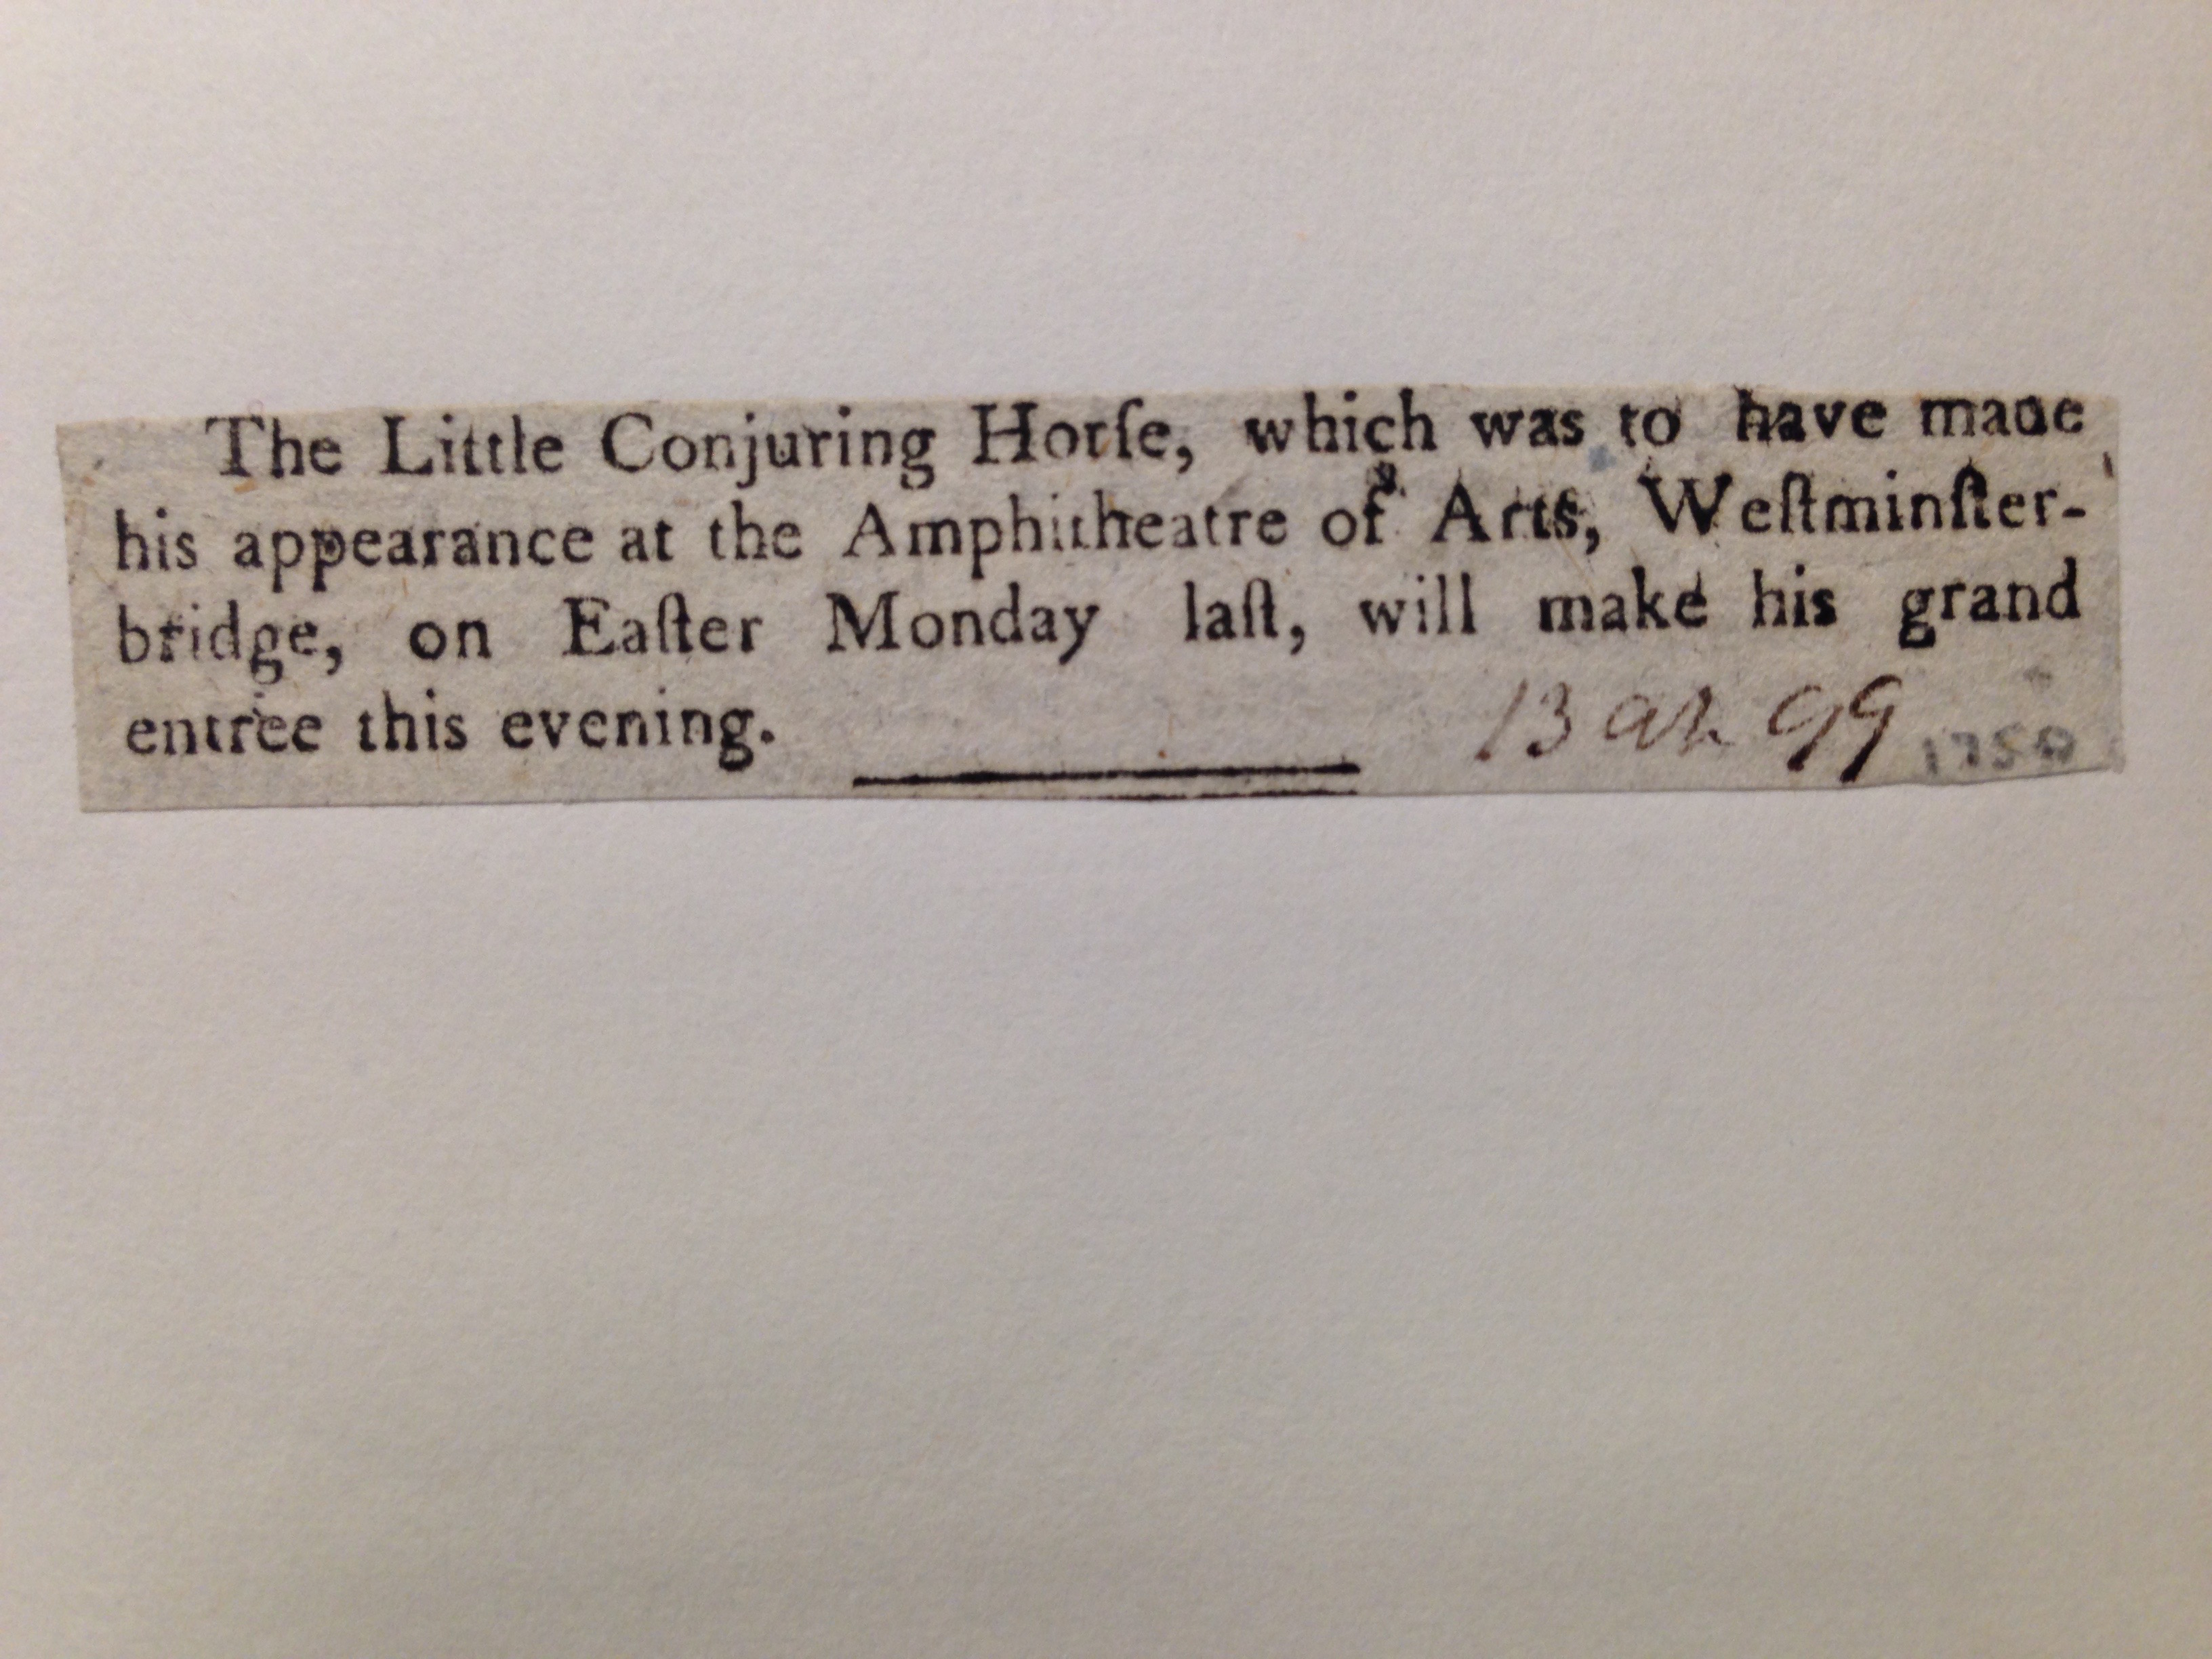 The Little Conjuring Horſe, which was to have made
his appearance at the Amphitheatre of Arts, Weſtminſter-
bridge, on Eaſter Monday laſt, will make his grand
entree this evening.
13 ap 99 1750